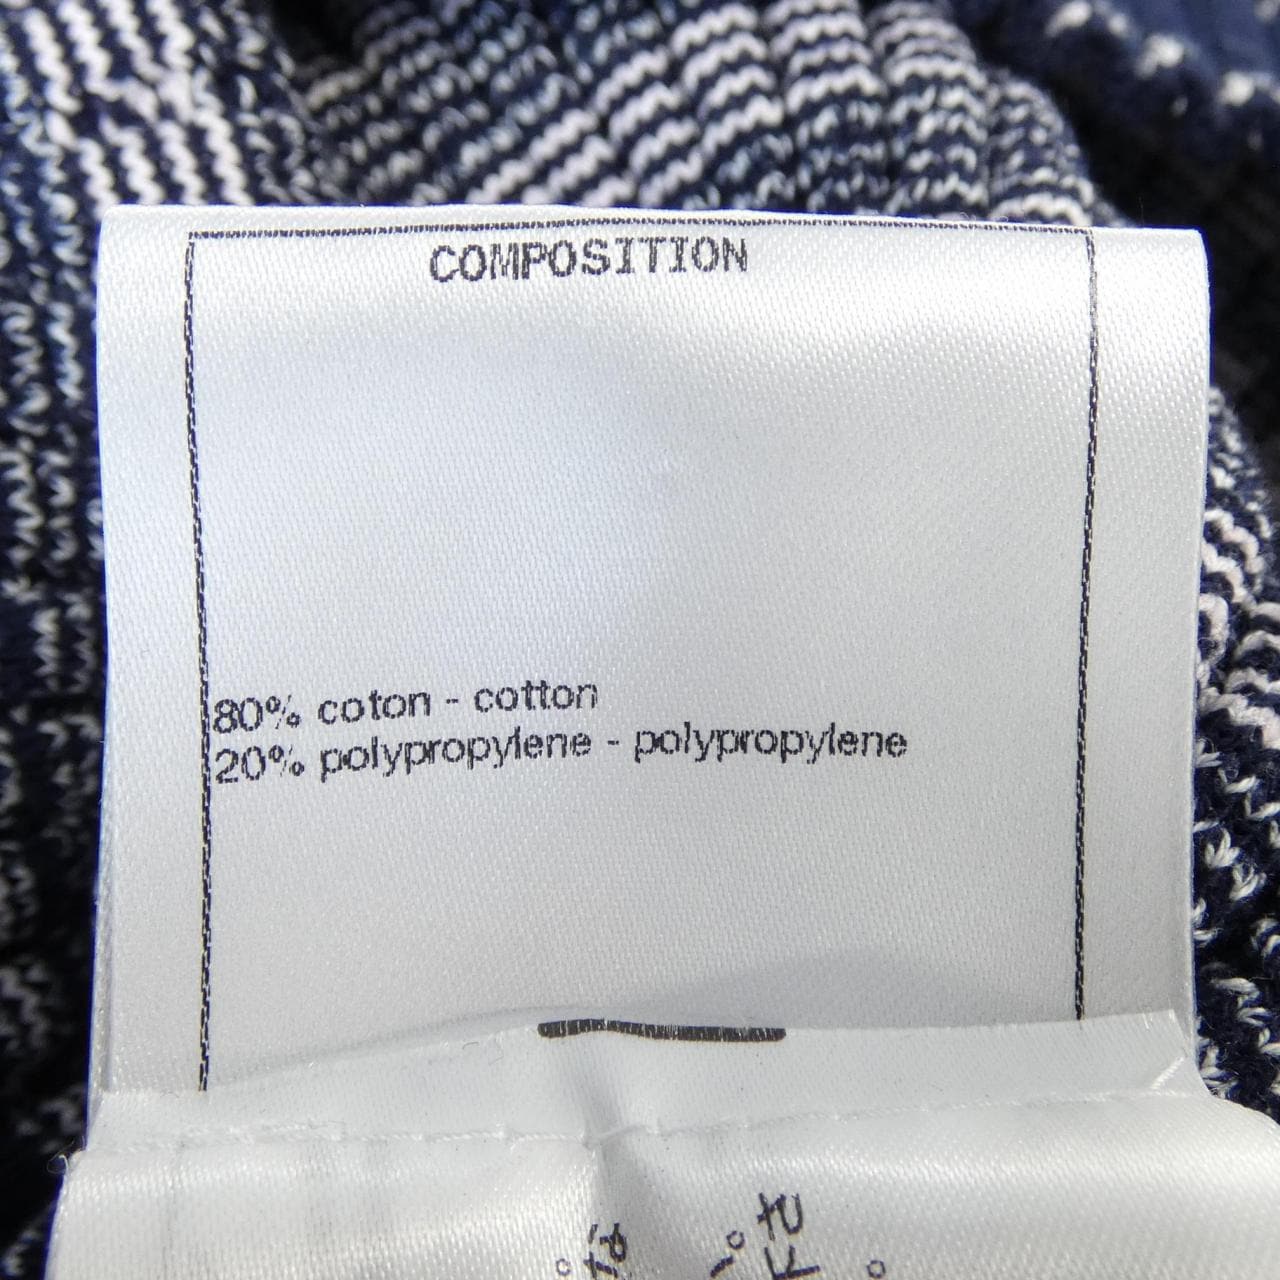 COMPOSITION
80% coton - cotton
20% polypropylene - polypropylene